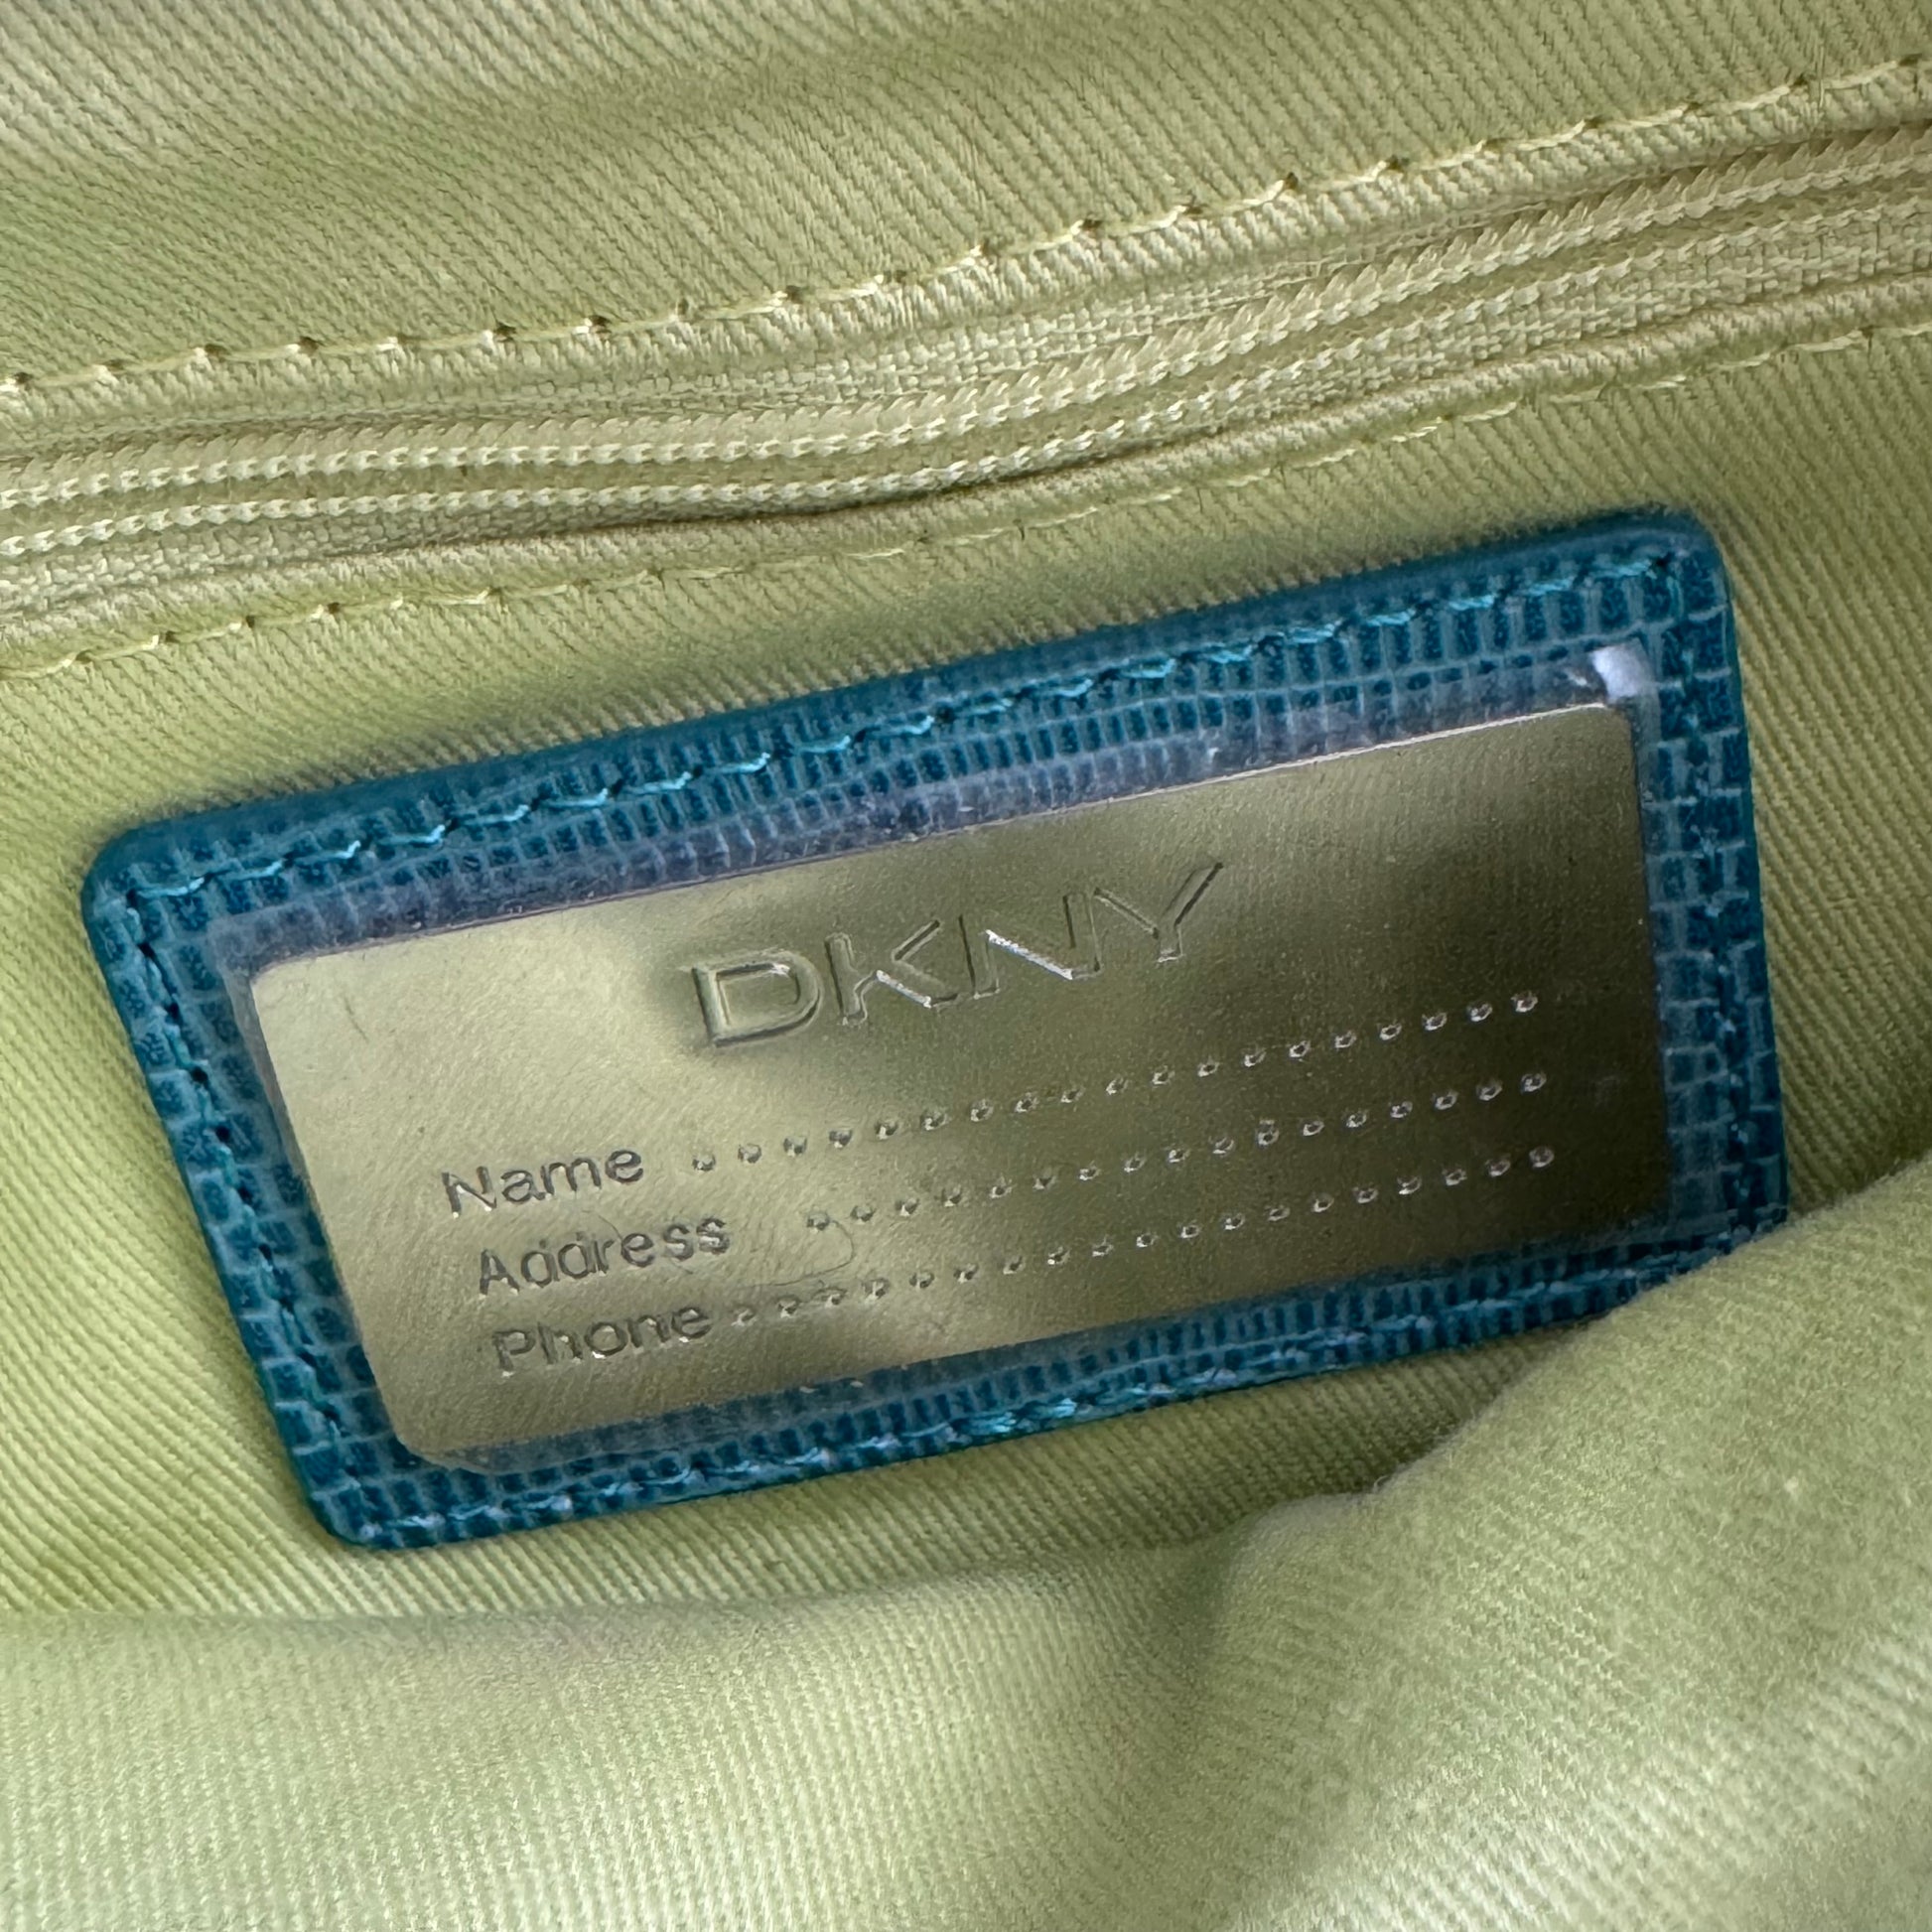 DKNY
Name ...................
Address .................
Phone ...................